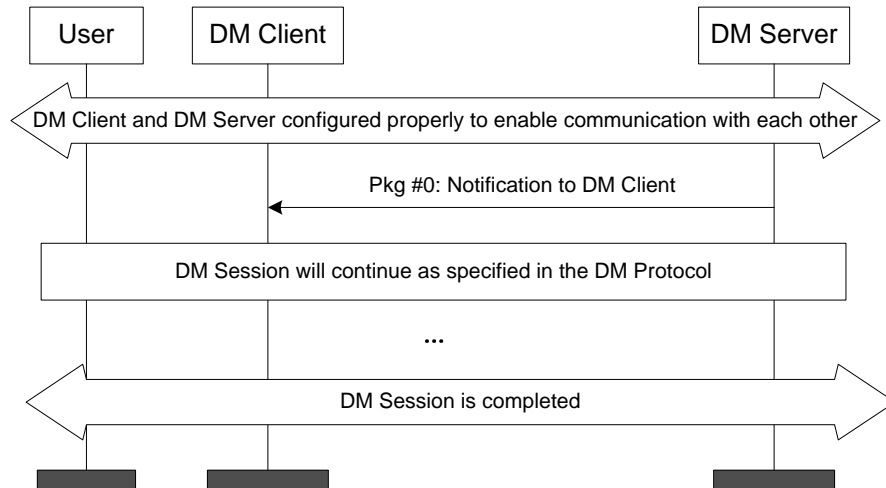 User
DM Client
DM Server
DM Client and DM Server configured properly to enable communication with each other
Pkg #0: Notification to DM Client
DM Session will continue as specified in the DM Protocol
...
DM Session is completed